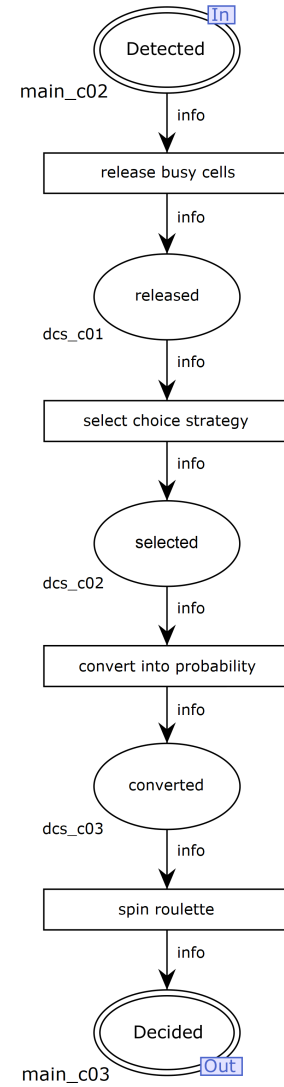 In
Detected
main_c02
info
release busy cells
info
released
dcs_c01
info
select choice strategy
info
selected
dcs_c02
info
convert into probability
info
converted
dcs_c03
info
spin roulette
info
Decided
Out
main_c03